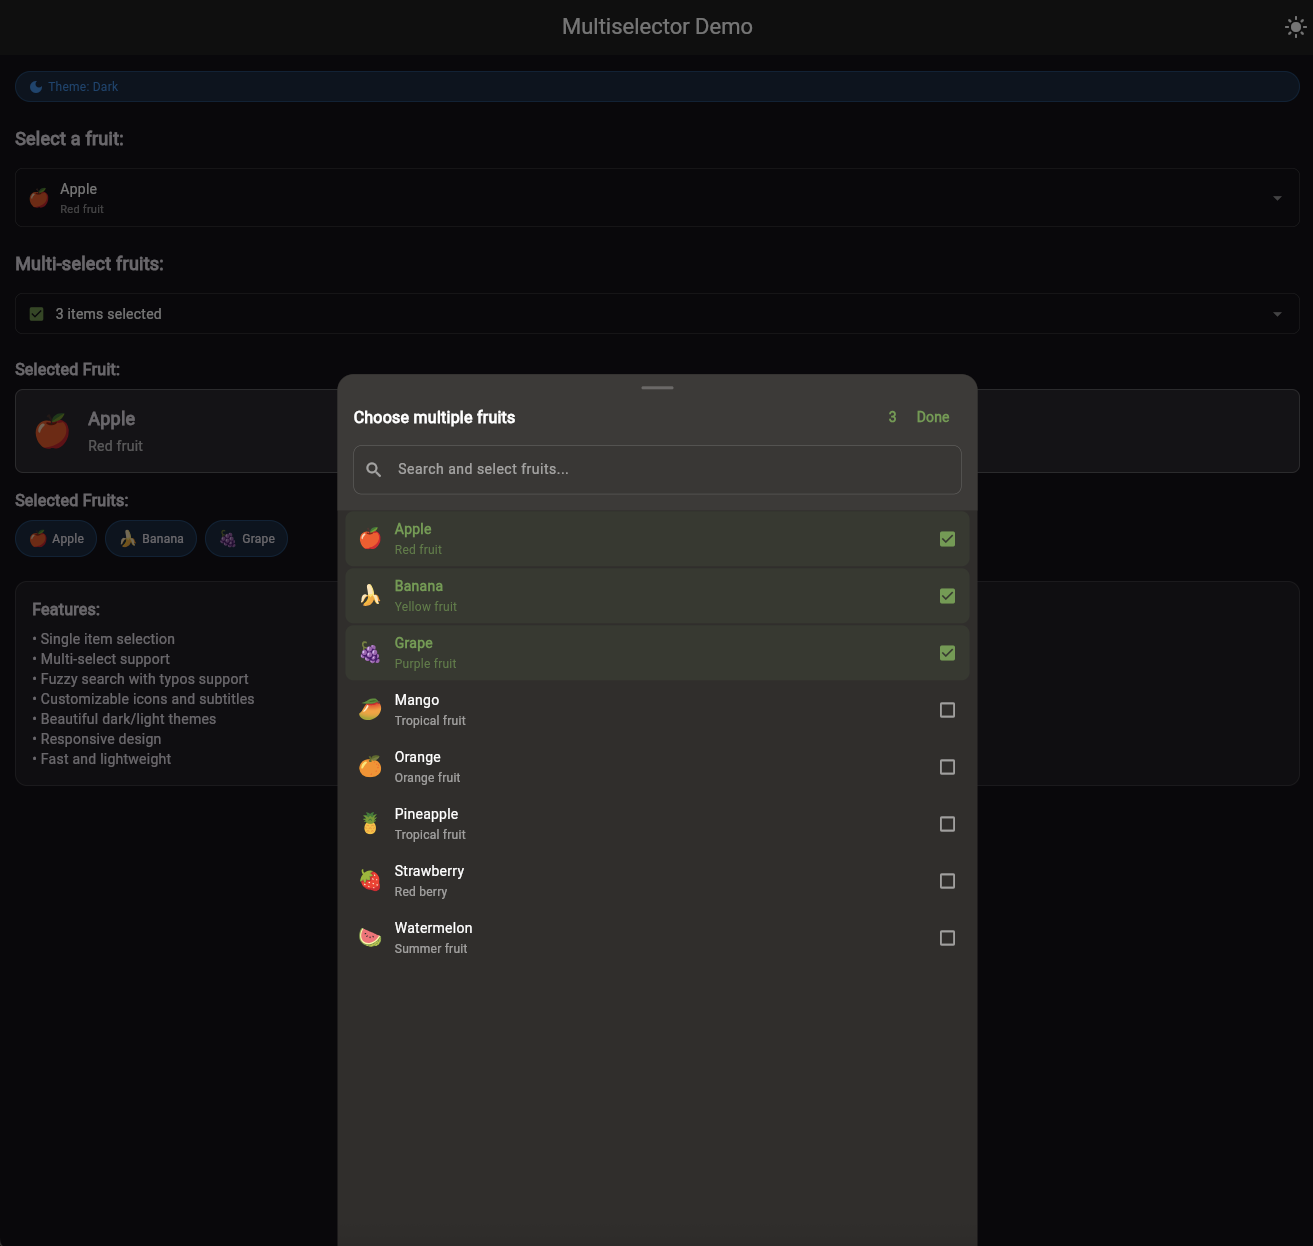 Multiselector Demo
Theme: Dark
Select a fruit:
Apple
Red fruit
Multi-select fruits:
3 items selected
Selected Fruit:
Apple
Red fruit
Selected Fruits:
Apple Banana Grape
Features:
• Single item selection
• Multi-select support
• Fuzzy search with typos support
• Customizable icons and subtitles
• Beautiful dark/light themes
• Responsive design
• Fast and lightweight
Choose multiple fruits 3 Done
Search and select fruits...
Apple
Red fruit
Banana
Yellow fruit
Grape
Purple fruit
Mango
Tropical fruit
Orange
Orange fruit
Pineapple
Tropical fruit
Strawberry
Red berry
Watermelon
Summer fruit